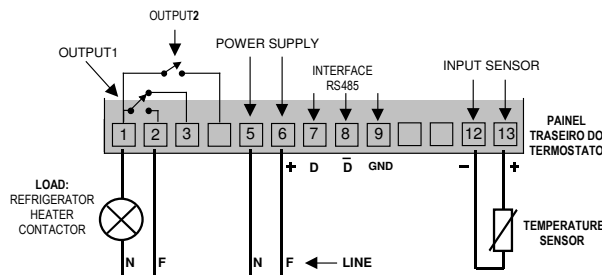 OUTPUT2
OUTPUT1
POWER SUPPLY
INTERFACE
RS485
INPUT SENSOR
1 2 3 5 6 7 8 9 12 13
PAINEL
TRASEIRO DO
TERMOSTATO
+ D D̅ GND - +
LOAD:
REFRIGERATOR
HEATER
CONTACTOR
TEMPERATURE
SENSOR
N F N F LINE